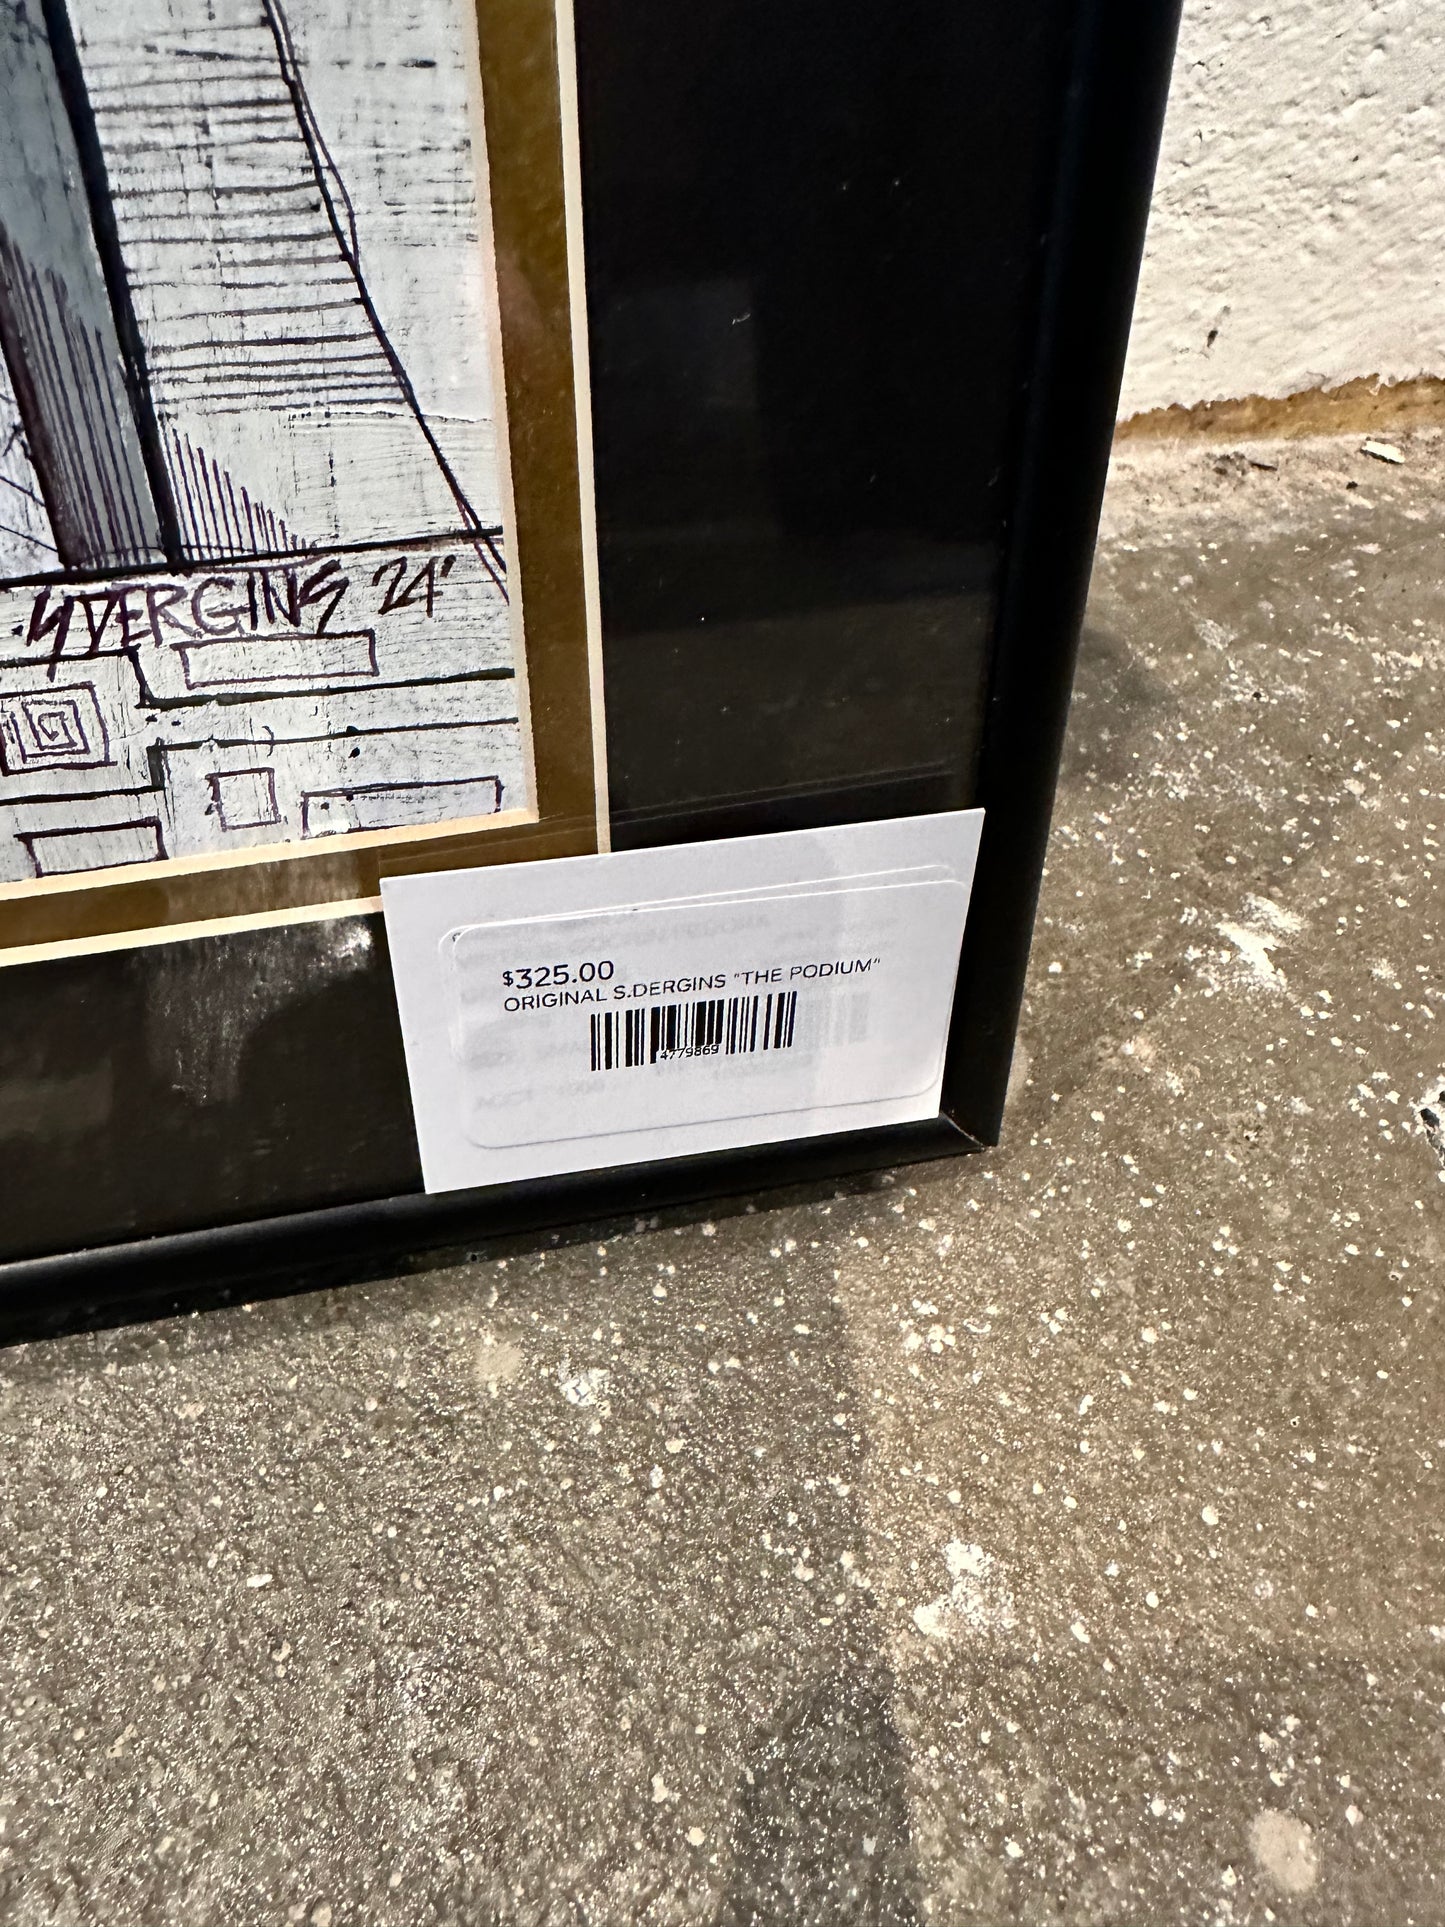 S.DERGINS '24'
$325.00
ORIGINAL S.DERGINS "THE PODIUM"
4779869